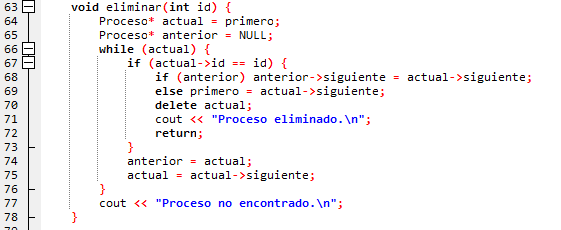 63 void eliminar(int id) {
64 Proceso* actual = primero;
65 Proceso* anterior = NULL;
66 while (actual) {
67 if (actual->id == id) {
68 if (anterior) anterior->siguiente = actual->siguiente;
69 else primero = actual->siguiente;
70 delete actual;
71 cout << "Proceso eliminado.\n";
72 return;
73 }
74 anterior = actual;
75 actual = actual->siguiente;
76 }
77 cout << "Proceso no encontrado.\n";
78 }